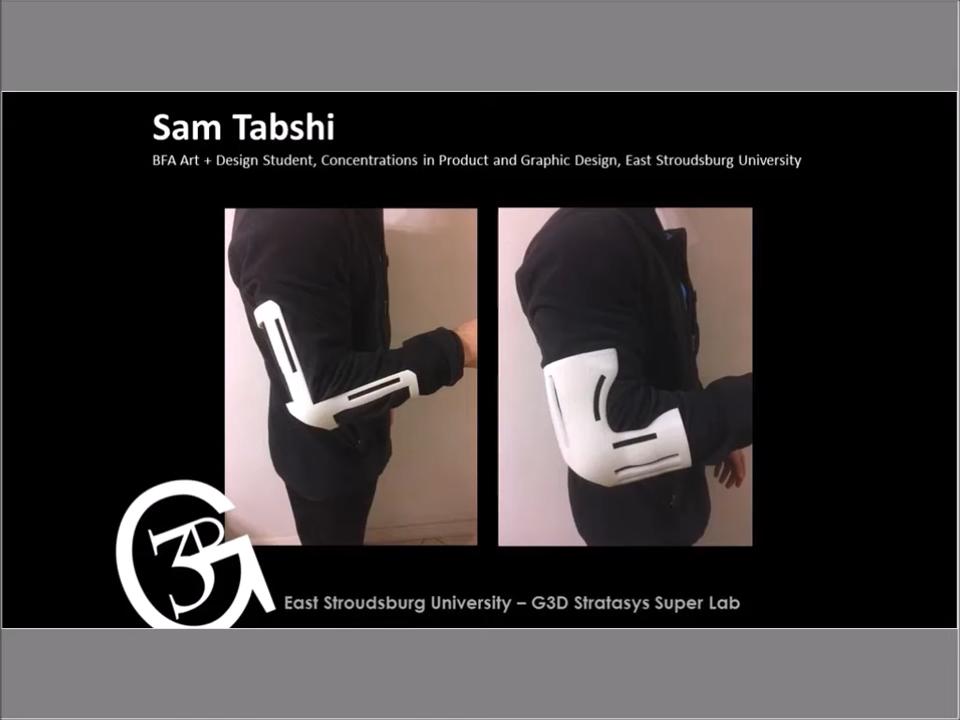 Sam Tabshi
BFA Art + Design Student, Concentrations in Product and Graphic Design, East Stroudsburg University
G3D
East Stroudsburg University – G3D Stratasys Super Lab